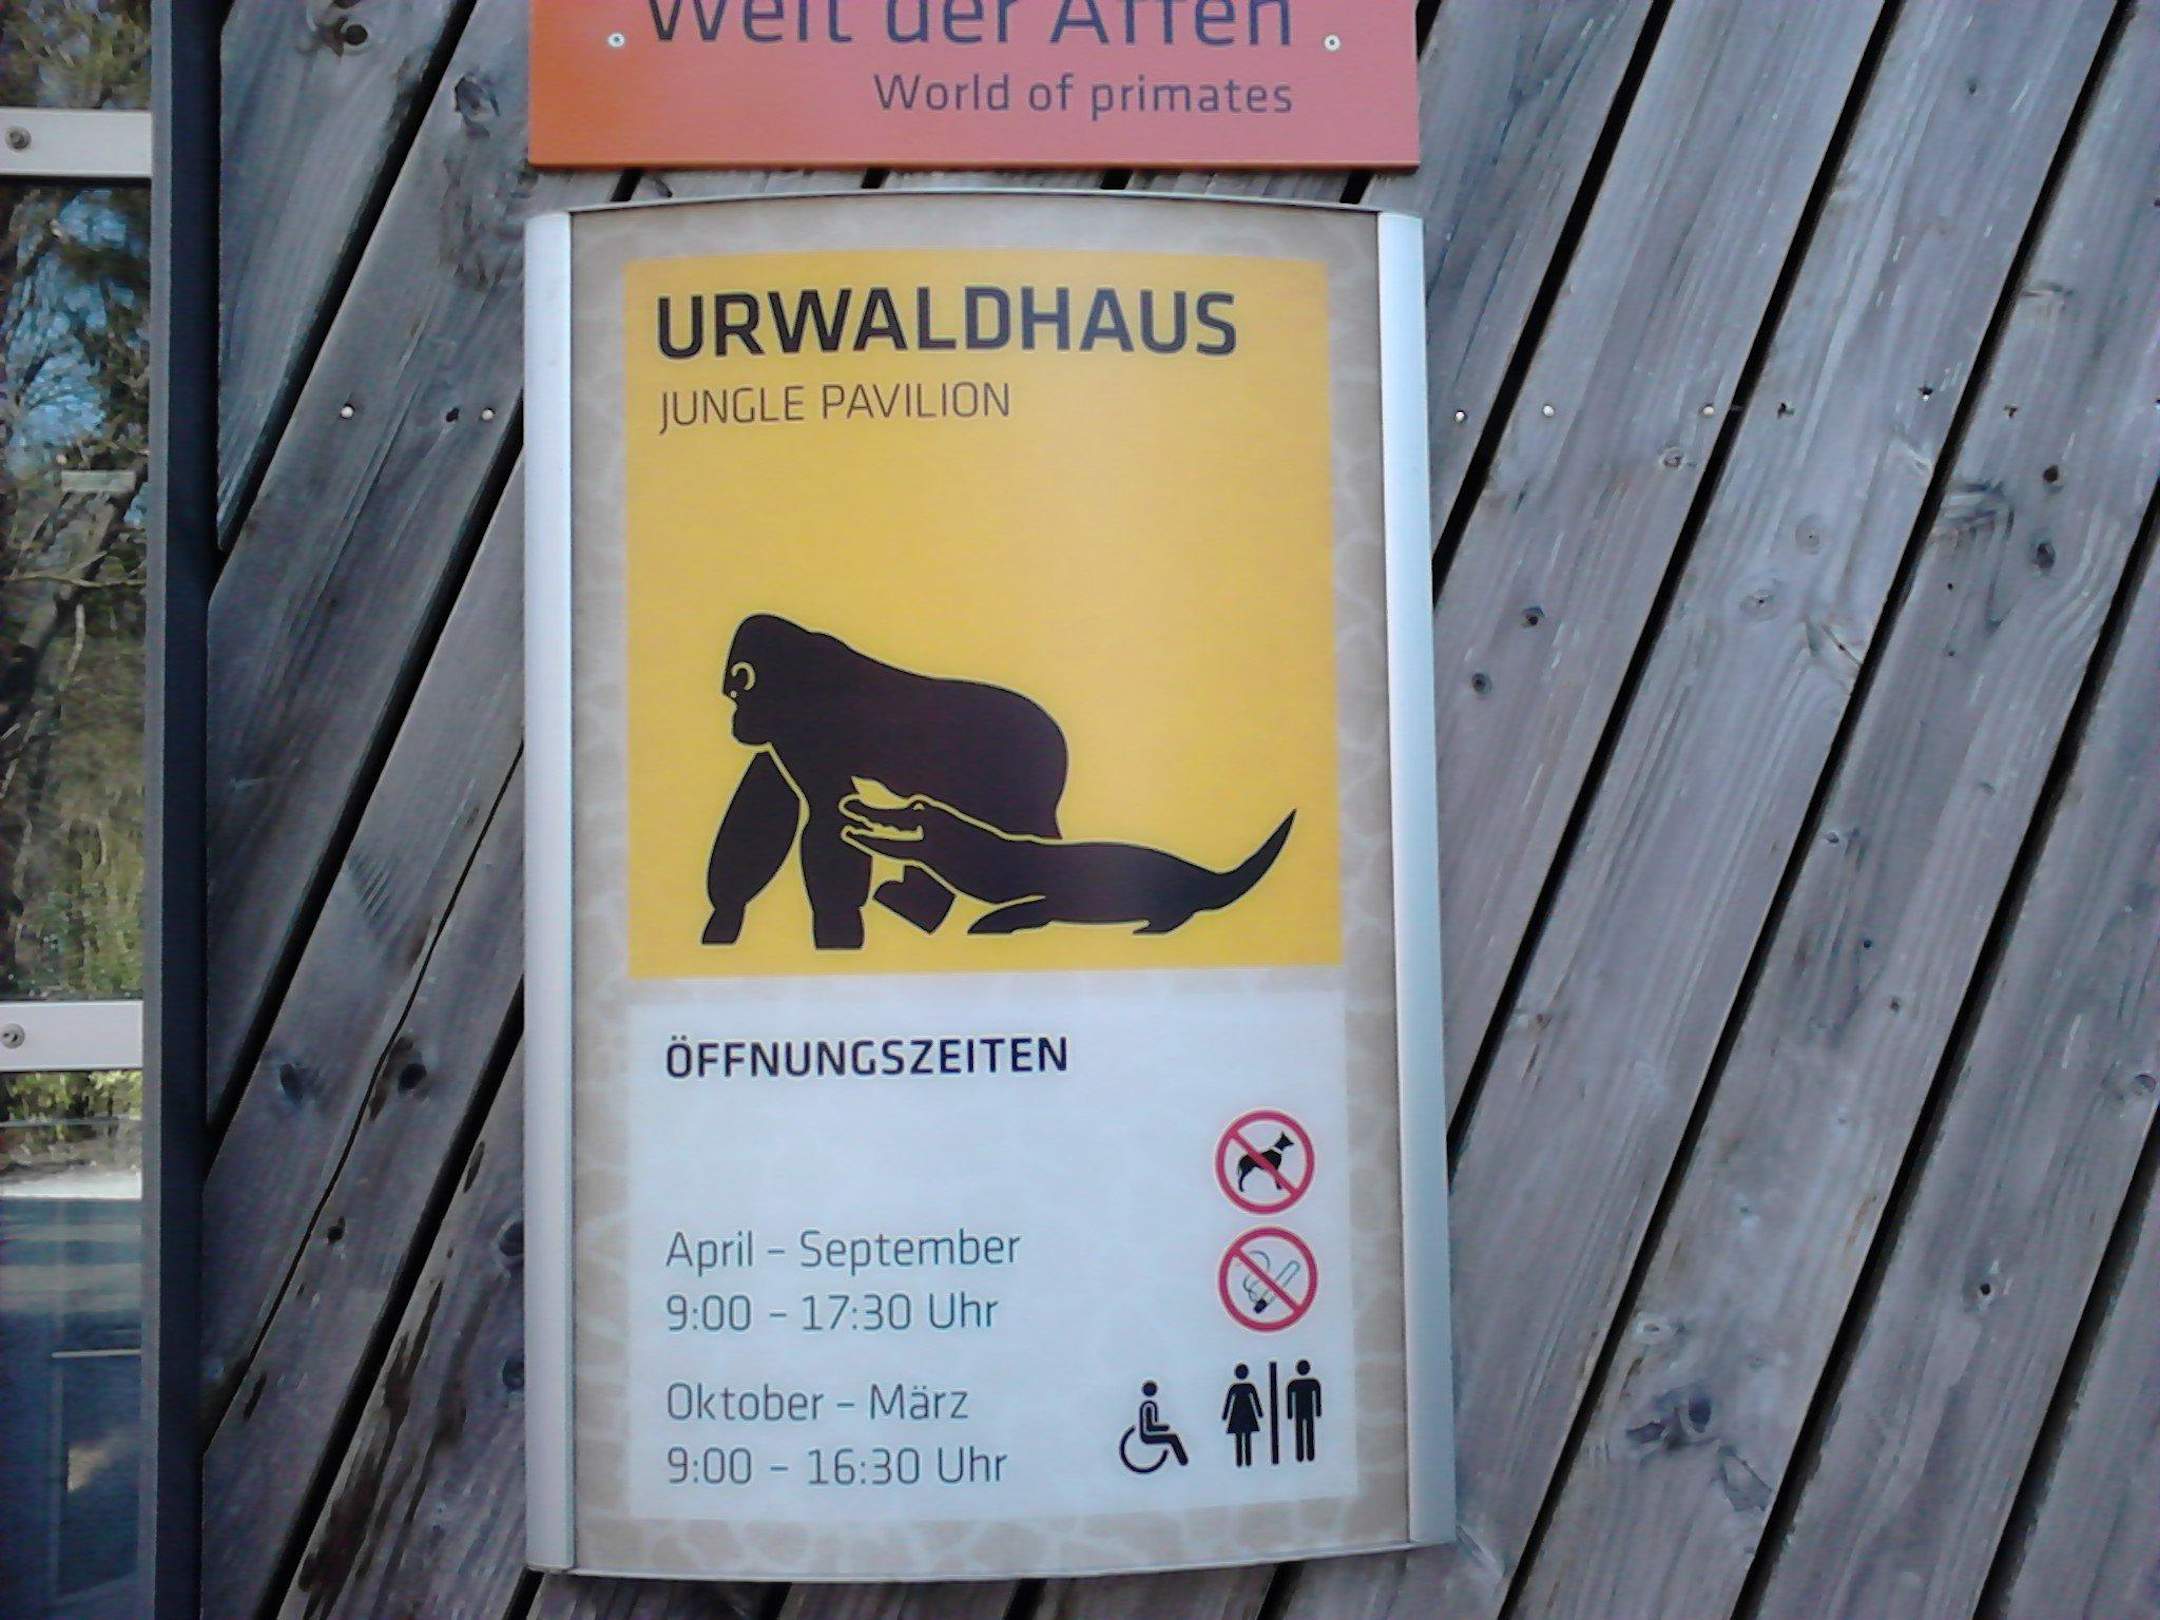 Welt der Affen
World of primates
URWALDHAUS
JUNGLE PAVILION
ÖFFNUNGSZEITEN
April – September
9:00 – 17:30 Uhr
Oktober – März
9:00 – 16:30 Uhr